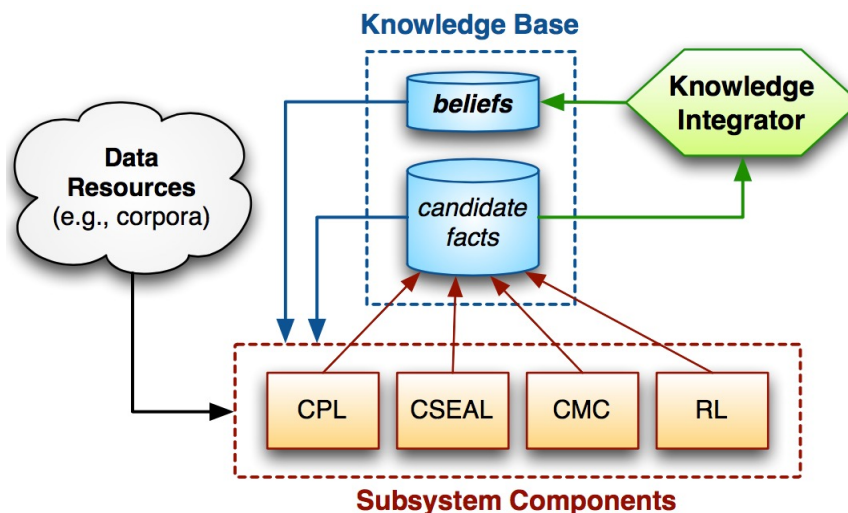 Knowledge Base
beliefs
Knowledge
Integrator
Data
Resources
(e.g., corpora)
candidate
facts
CPL
CSEAL
CMC
RL
Subsystem Components